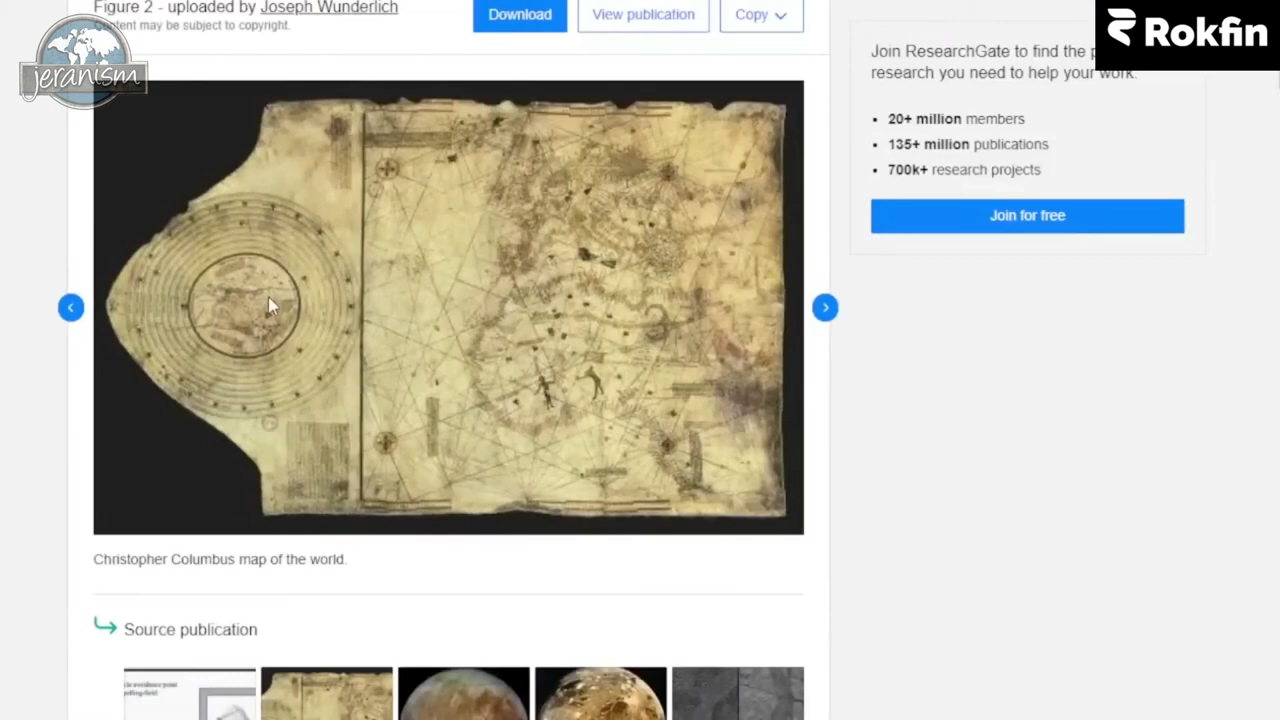 Figure 2 - uploaded by Joseph Wunderlich
Content may be subject to copyright.
Download
View publication
Copy
jeranism
Rokfin
Join ResearchGate to find the
research you need to help your work.
20+ million members
135+ million publications
700k+ research projects
Join for free
Christopher Columbus map of the world.
Source publication